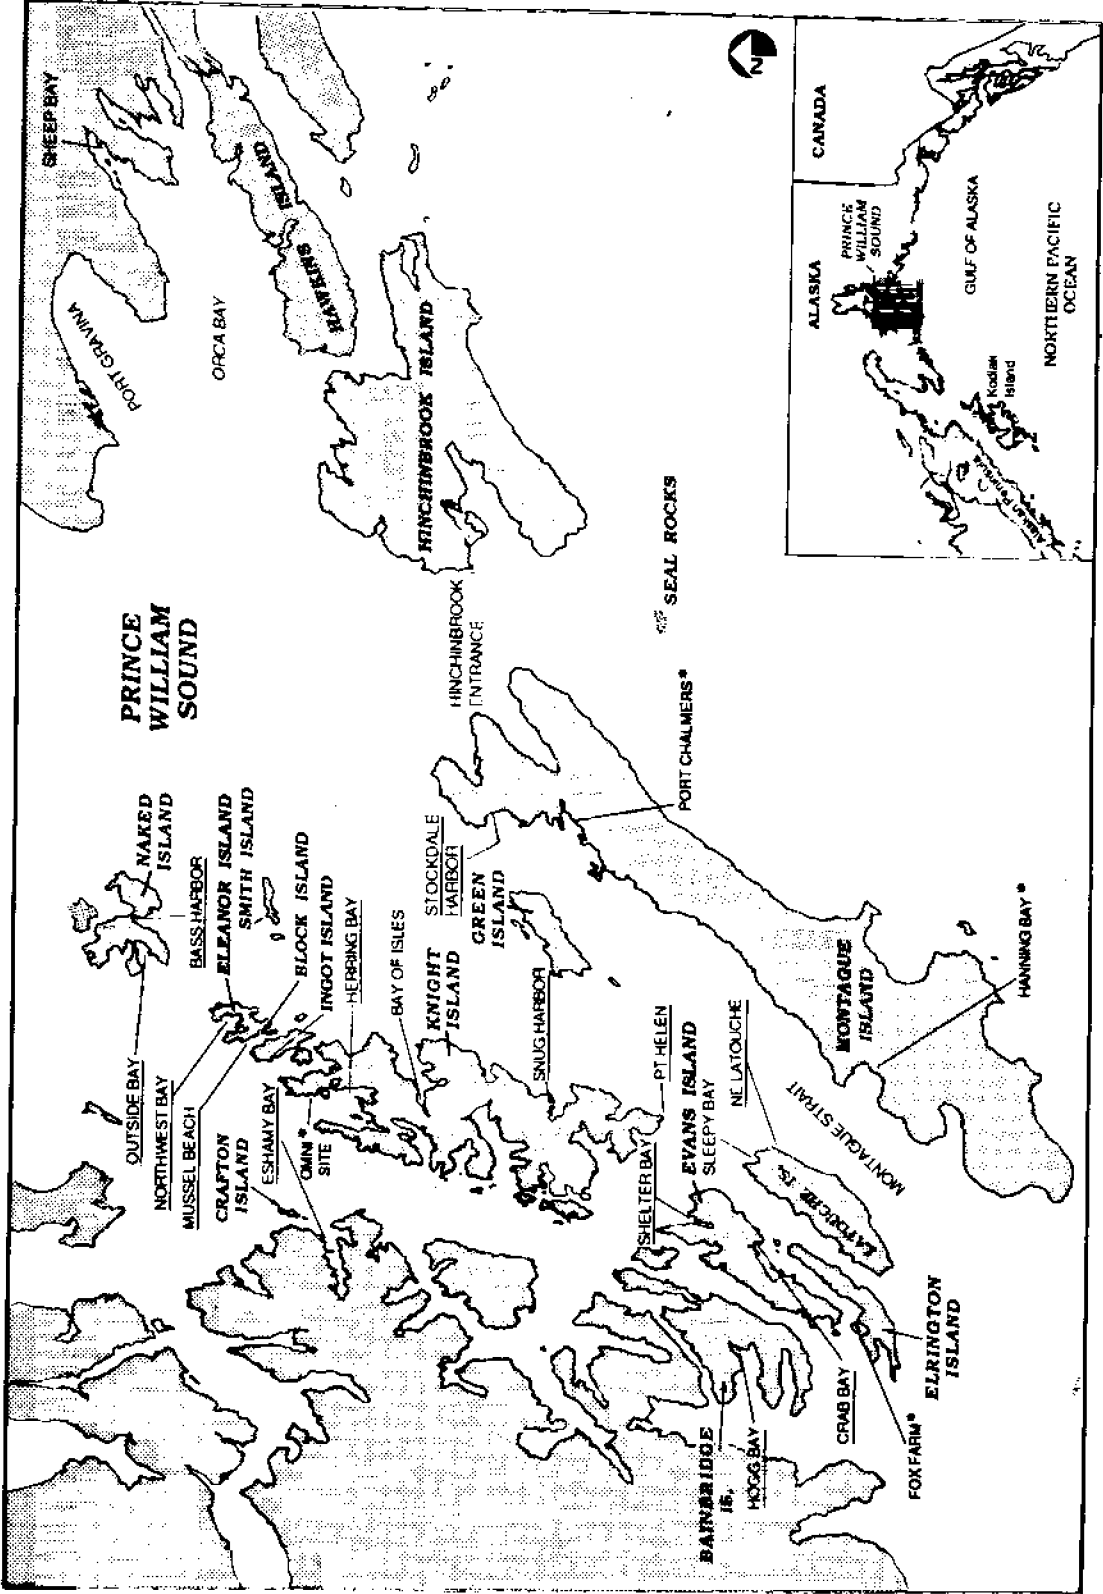 PRINCE
WILLIAM
SOUND
SHEEP BAY
PORT GRAVINA
ORCA BAY
HAWKINS
ISLAND
HINCHINBROOK ISLAND
HINCHINBROOK
ENTRANCE
SEAL ROCKS
NAKED
ISLAND
BASS HARBOR
ELEANOR ISLAND
SMITH ISLAND
BLOCK ISLAND
INGOT ISLAND
HERRING BAY
BAY OF ISLES
KNIGHT
ISLAND
STOCKDALE
HARBOR
GREEN
ISLAND
SNUG HARBOR
PORT CHALMERS*
OUTSIDE BAY
NORTHWEST BAY
MUSSEL BEACH
CRAFTON
ISLAND
ESHAMY BAY
OMNI*
SITE
PT HELEN
SHELTER BAY
EVANS ISLAND
SLEEPY BAY
NE LATOUCHE
LATOUCHE IS.
MONTAGUE STRAIT
MONTAGUE
ISLAND
HANNING BAY*
BAINBRIDGE
IS.
HOGG BAY
CRAB BAY
FOX FARM*
ELRINGTON
ISLAND
N
ALASKA
CANADA
PRINCE
WILLIAM
SOUND
GULF OF ALASKA
Kodiak
Island
Alaskan Peninsula
NORTHERN PACIFIC
OCEAN